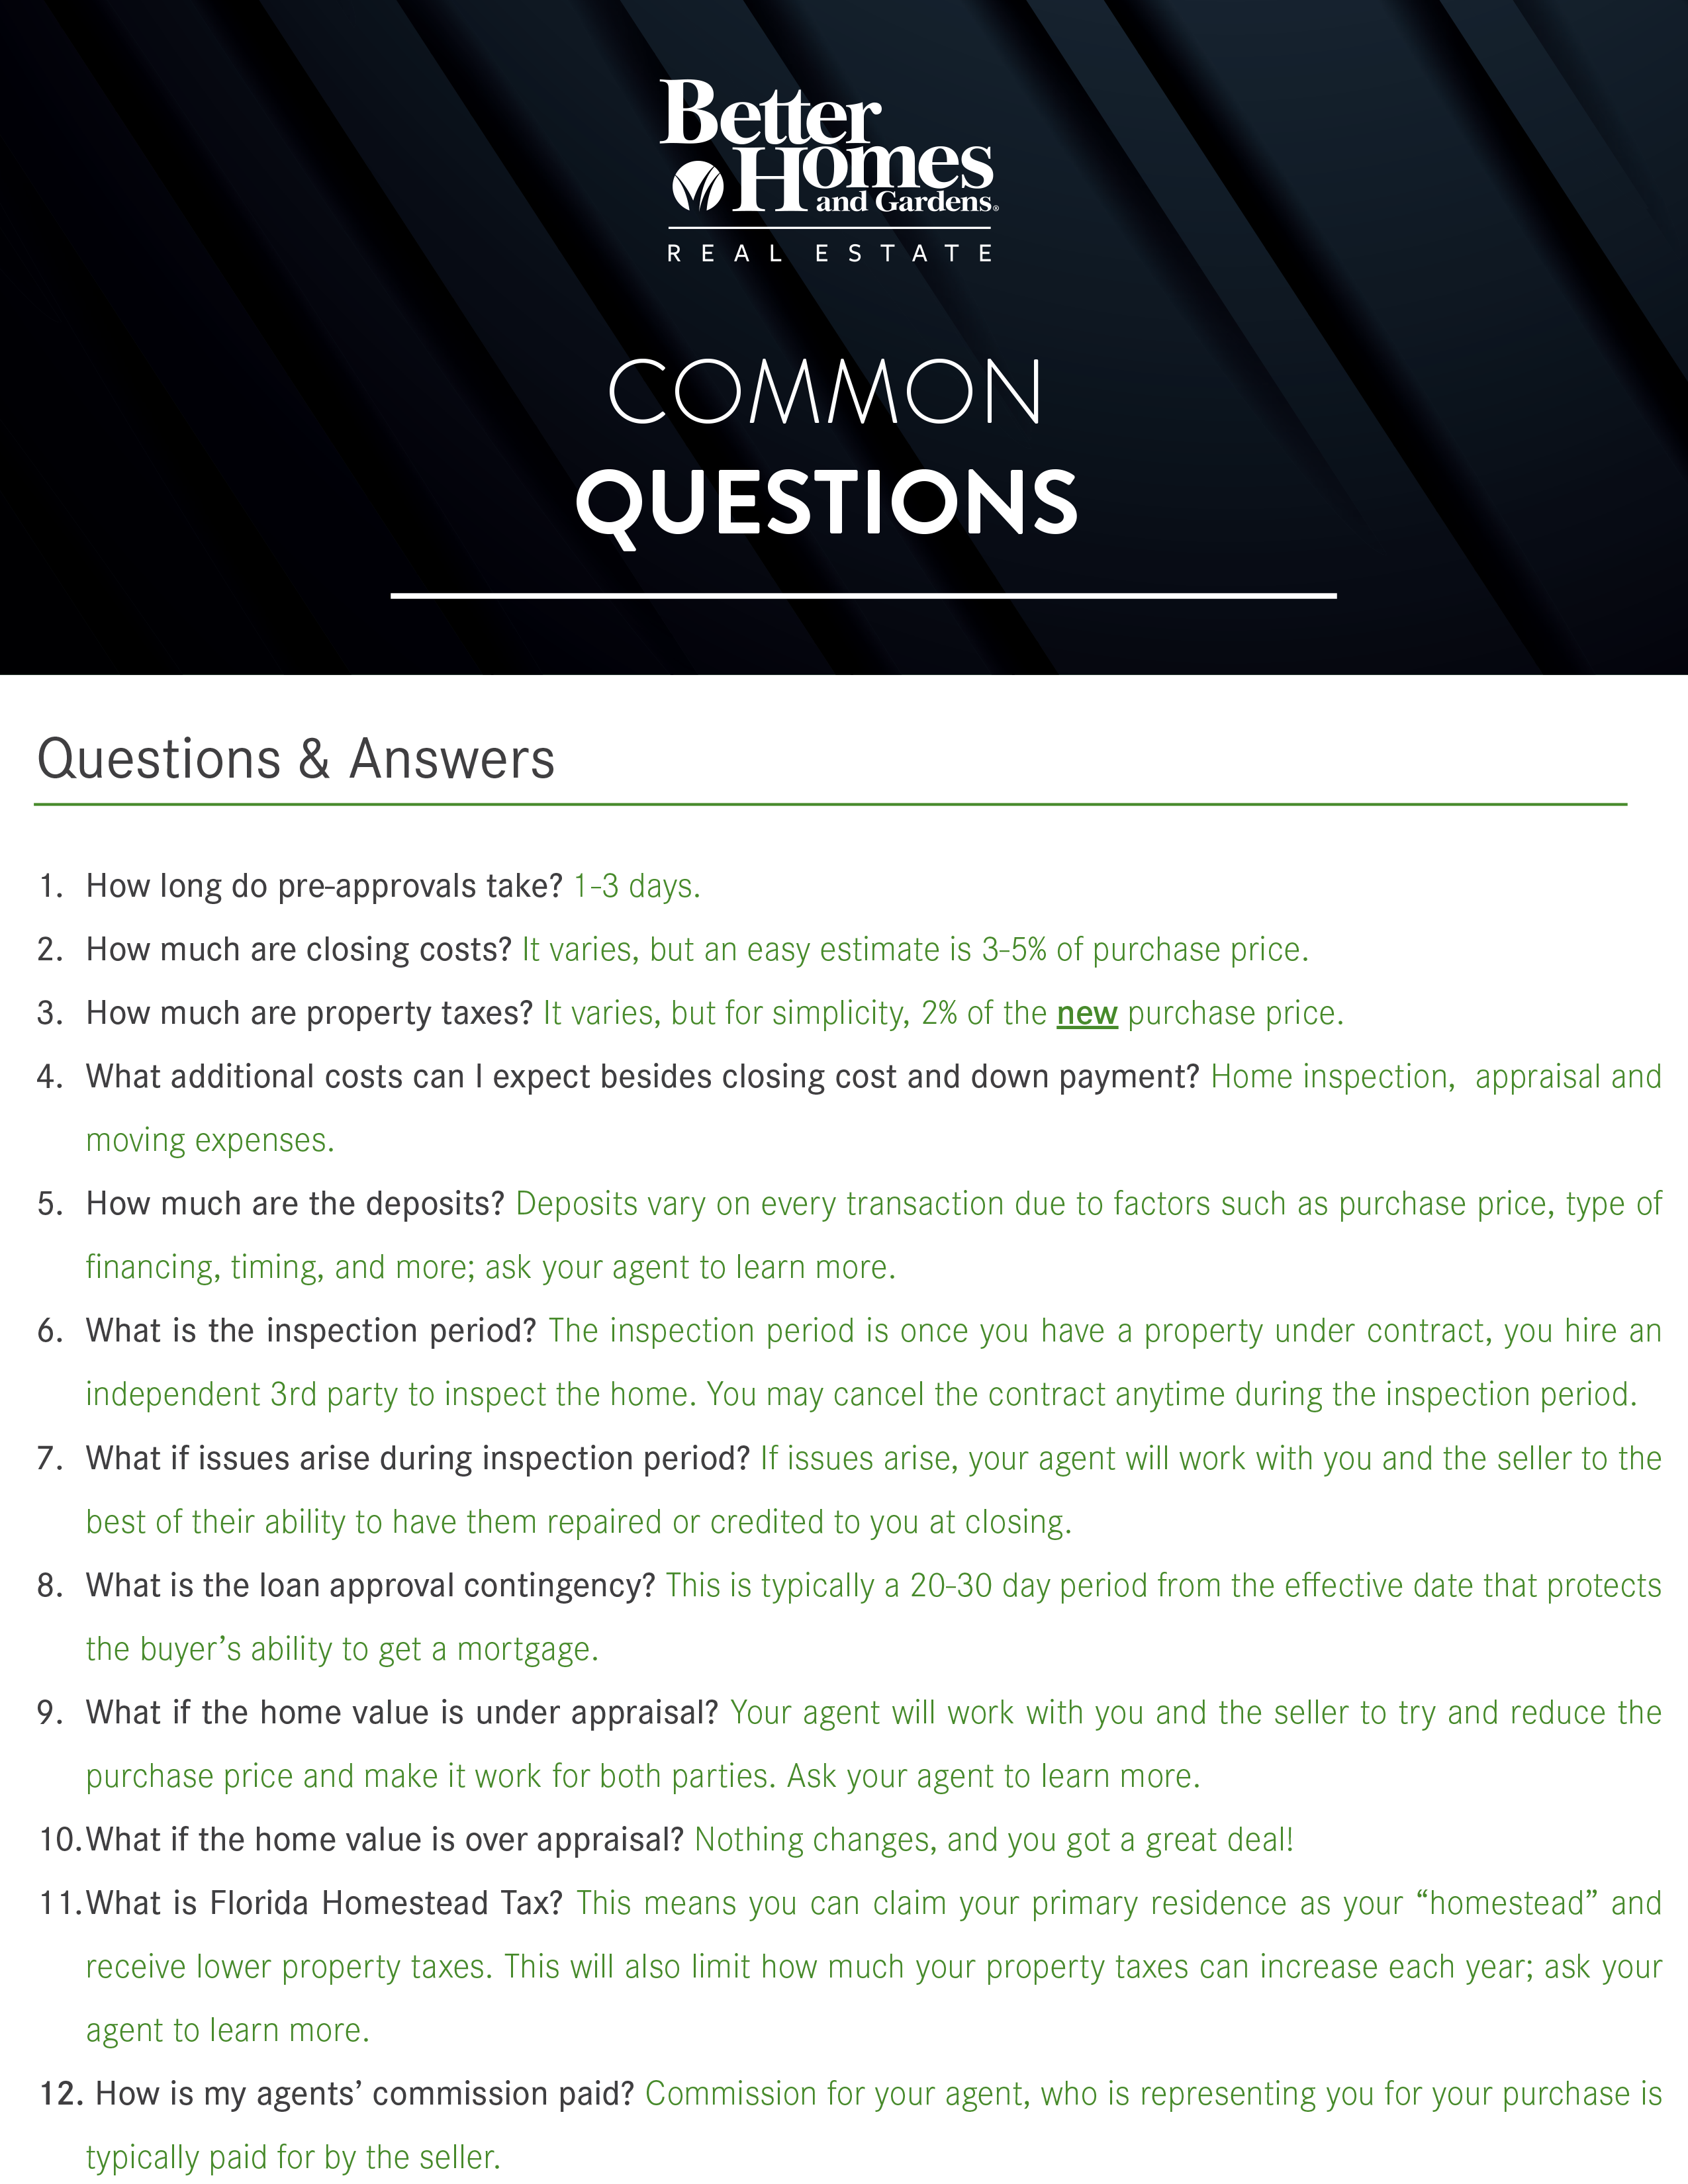 Better
Homes
and Gardens®
REAL ESTATE
COMMON
QUESTIONS
Questions & Answers
1. How long do pre-approvals take? 1-3 days.
2. How much are closing costs? It varies, but an easy estimate is 3-5% of purchase price.
3. How much are property taxes? It varies, but for simplicity, 2% of the new purchase price.
4. What additional costs can I expect besides closing cost and down payment? Home inspection, appraisal and
moving expenses.
5. How much are the deposits? Deposits vary on every transaction due to factors such as purchase price, type of
financing, timing, and more; ask your agent to learn more.
6. What is the inspection period? The inspection period is once you have a property under contract, you hire an
independent 3rd party to inspect the home. You may cancel the contract anytime during the inspection period.
7. What if issues arise during inspection period? If issues arise, your agent will work with you and the seller to the
best of their ability to have them repaired or credited to you at closing.
8. What is the loan approval contingency? This is typically a 20-30 day period from the effective date that protects
the buyer’s ability to get a mortgage.
9. What if the home value is under appraisal? Your agent will work with you and the seller to try and reduce the
purchase price and make it work for both parties. Ask your agent to learn more.
10. What if the home value is over appraisal? Nothing changes, and you got a great deal!
11. What is Florida Homestead Tax? This means you can claim your primary residence as your “homestead” and
receive lower property taxes. This will also limit how much your property taxes can increase each year; ask your
agent to learn more.
12. How is my agents’ commission paid? Commission for your agent, who is representing you for your purchase is
typically paid for by the seller.